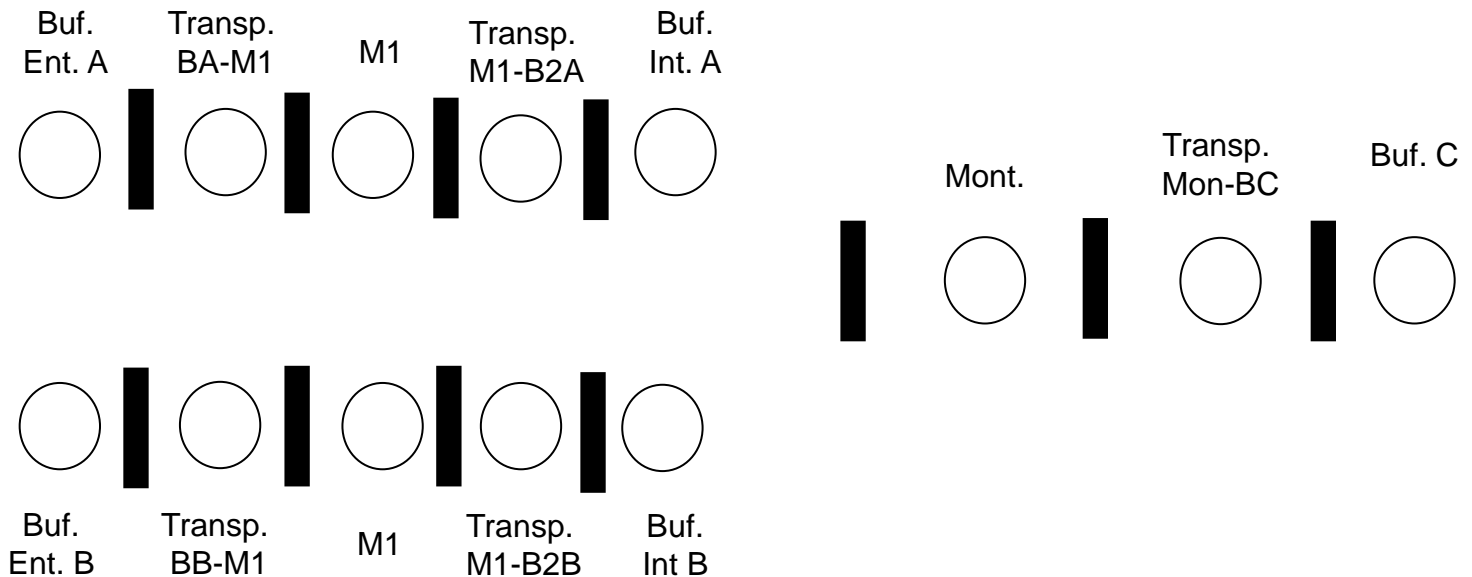 Buf.
Ent. A
Transp.
BA-M1
M1
Transp.
M1-B2A
Buf.
Int. A
Mont.
Transp.
Mon-BC
Buf. C
Buf.
Ent. B
Transp.
BB-M1
M1
Transp.
M1-B2B
Buf.
Int B